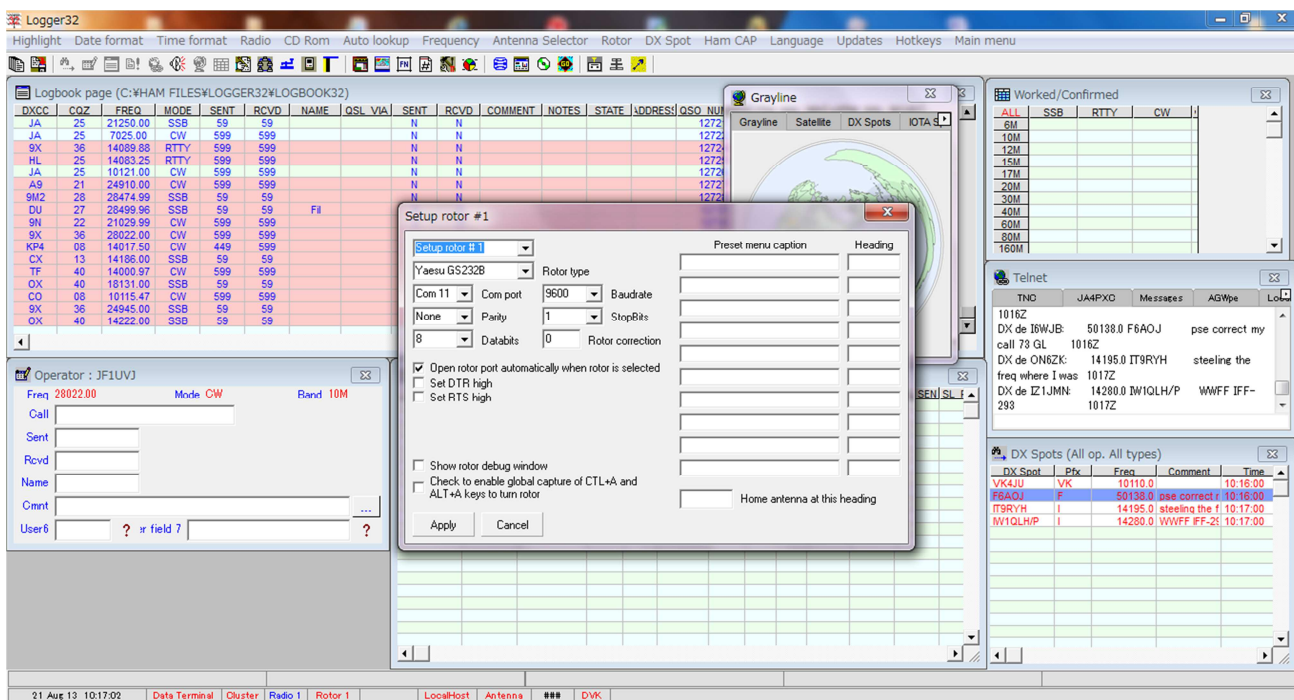 Logger32
Highlight Date format Time format Radio CD Rom Auto lookup Frequency Antenna Selector Rotor DX Spot Ham CAP Language Updates Hotkeys Main menu
Logbook page (C:¥HAM FILES¥LOGGER32¥LOGBOOK32)
DXCC CQZ FREQ MODE SENT RCVD NAME QSL VIA SENT RCVD COMMENT NOTES STATE ADDRESS QSO NUM
JA 25 21250.00 SSB 59 59 N N
JA 25 7025.00 CW 599 599 N N
9X 36 14089.88 RTTY 599 599 N N
HL 25 14083.25 RTTY 599 599 N N
JA 25 10121.00 CW 599 599 N N
A9 21 24910.00 CW 599 599 N N
9M2 28 28474.99 SSB 59 59 N N
DU 27 28499.96 SSB 59 59 Fil
9N 22 21029.99 CW 599 599
9X 36 28022.00 CW 599 599
KP4 08 14017.50 CW 449 599
CX 13 14186.00 SSB 59 59
TF 40 14000.97 CW 599 599
OX 40 18131.00 SSB 59 59
CO 08 10115.47 CW 599 599
9X 36 24945.00 SSB 59 59
OX 40 14222.00 SSB 59 59
Grayline
Grayline Satellite DX Spots IOTA S
Worked/Confirmed
ALL SSB RTTY CW
6M
10M
12M
15M
17M
20M
30M
40M
60M
80M
160M
Setup rotor #1
Setup rotor # 1
Yaesu GS232B Rotor type
Com 11 Com port 9600 Baudrate
None Parity 1 StopBits
8 Databits 0 Rotor correction
Open rotor port automatically when rotor is selected
Set DTR high
Set RTS high
Show rotor debug window
Check to enable global capture of CTL+A and
ALT+A keys to turn rotor
Apply Cancel
Preset menu caption Heading
Home antenna at this heading
Telnet
TNC JA4PXC Messages AGWpe
1016Z
DX de I6WJB: 50138.0 F6AOJ pse correct my
call 73 GL 1016Z
DX de ON6ZK: 14195.0 IT9RYH steeling the
freq where I was 1017Z
DX de IZ1JMN: 14280.0 IW1QLH/P WWFF IFF-
293 1017Z
Operator : JF1UVJ
Freq 28022.00 Mode CW Band 10M
Call
Sent
Rcvd
Name
Cmnt ...
User6 ? er field 7 ?
SEN SL
DX Spots (All op. All types)
DX Spot Pfx Freq Comment Time
VK4JU VK 10110.0 10:16:00
F6AOJ F 50138.0 pse correct r 10:16:00
IT9RYH I 14195.0 steeling the f 10:17:00
IW1QLH/P I 14280.0 WWFF IFF-29 10:17:00
21 Aug 13 10:17:02 Data Terminal Cluster Radio 1 Rotor 1 LocalHost Antenna ### DVK